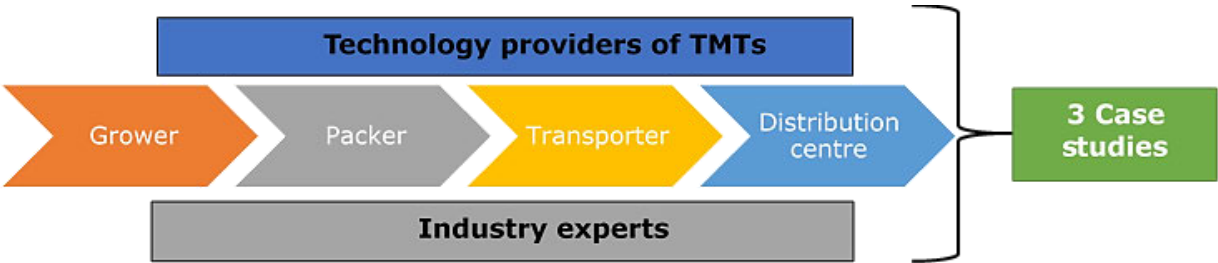 Technology providers of TMTs
Grower
Packer
Transporter
Distribution
centre
3 Case
studies
Industry experts